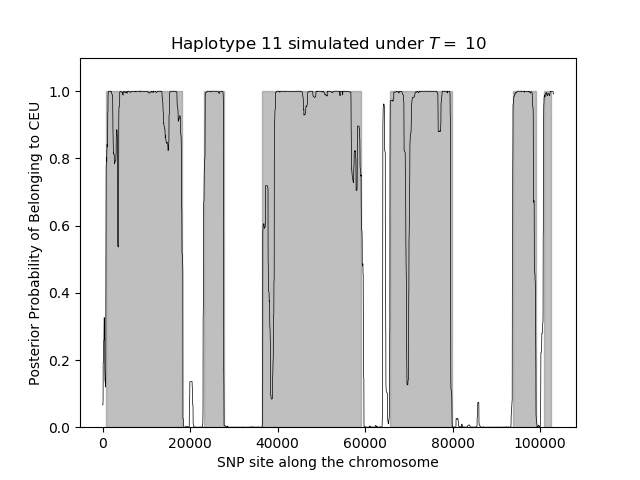 Haplotype 11 simulated under T = 10
Posterior Probability of Belonging to CEU
1.0
0.8
0.6
0.4
0.2
0.0
0 20000 40000 60000 80000 100000
SNP site along the chromosome